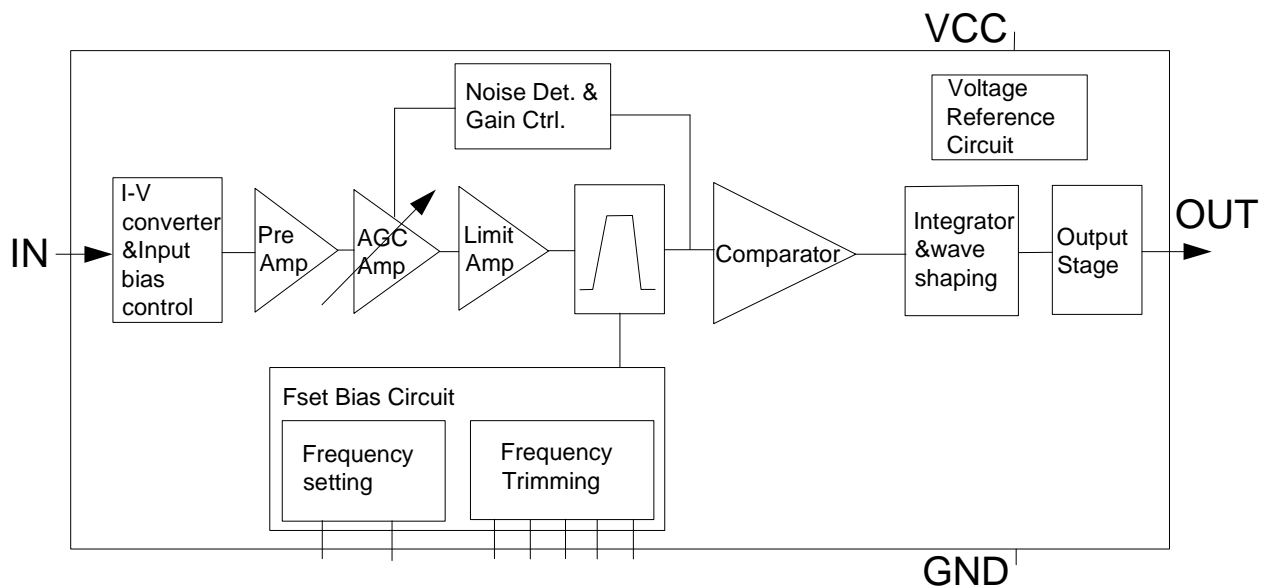 VCC
Noise Det. &
Gain Ctrl.
Voltage
Reference
Circuit
IN
I-V
converter
&Input
bias
control
Pre
Amp
AGC
Amp
Limit
Amp
Comparator
Integrator
&wave
shaping
Output
Stage
OUT
Fset Bias Circuit
Frequency
setting
Frequency
Trimming
GND